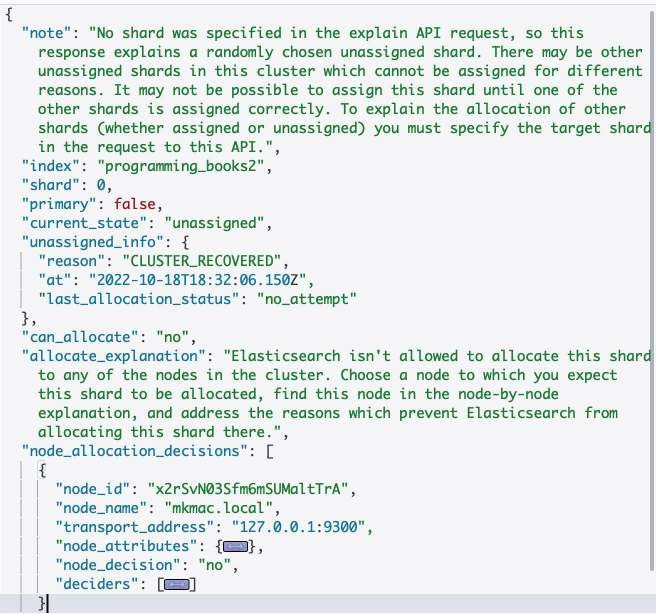 {
"note": "No shard was specified in the explain API request, so this
response explains a randomly chosen unassigned shard. There may be other
unassigned shards in this cluster which cannot be assigned for different
reasons. It may not be possible to assign this shard until one of the
other shards is assigned correctly. To explain the allocation of other
shards (whether assigned or unassigned) you must specify the target shard
in the request to this API.",
"index": "programming_books2",
"shard": 0,
"primary": false,
"current_state": "unassigned",
"unassigned_info": {
"reason": "CLUSTER_RECOVERED",
"at": "2022-10-18T18:32:06.150Z",
"last_allocation_status": "no_attempt"
},
"can_allocate": "no",
"allocate_explanation": "Elasticsearch isn't allowed to allocate this shard
to any of the nodes in the cluster. Choose a node to which you expect
this shard to be allocated, find this node in the node-by-node
explanation, and address the reasons which prevent Elasticsearch from
allocating this shard there.",
"node_allocation_decisions": [
{
"node_id": "x2rSvN03Sfm6mSUMaltTrA",
"node_name": "mkmac.local",
"transport_address": "127.0.0.1:9300",
"node_attributes": {},
"node_decision": "no",
"deciders": []
}